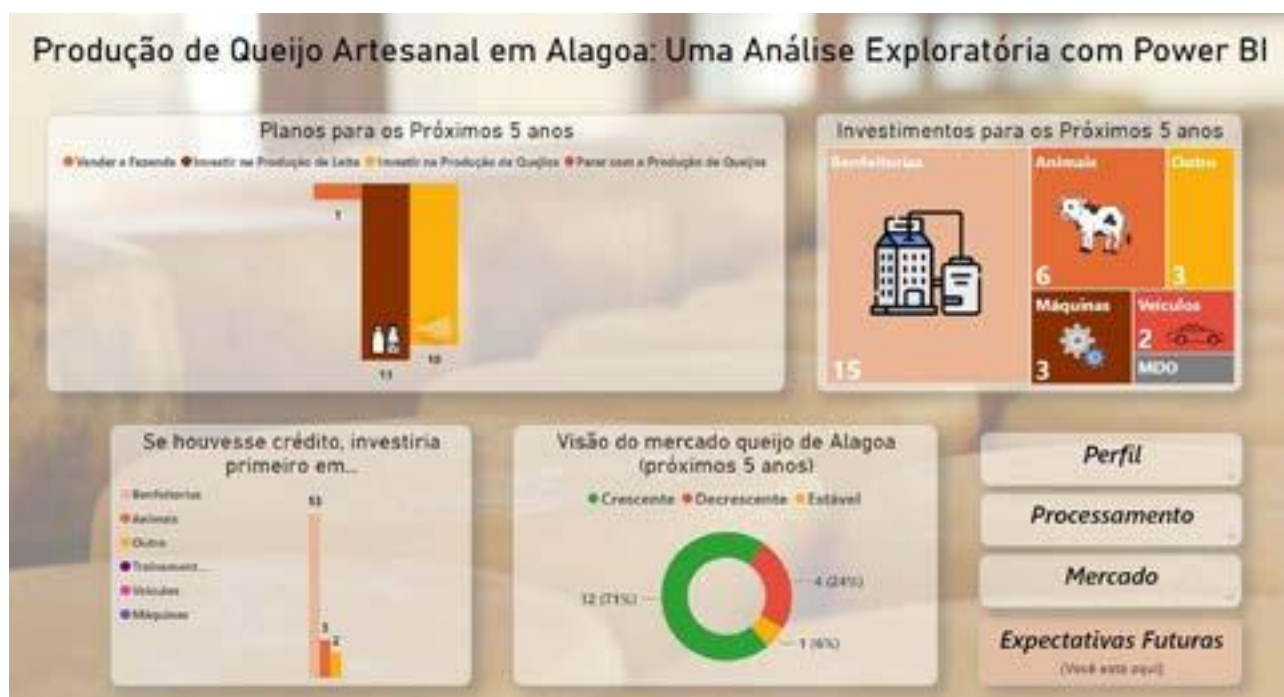 Produção de Queijo Artesanal em Alagoa: Uma Análise Exploratória com Power BI
Planos para os Próximos 5 anos
Vender a Fazenda Investir na Produção de Leite Investir na Produção de Queijos Parar com a Produção de Queijos
1
11
10
Investimentos para os Próximos 5 anos
Benfeitorias
15
Animais
6
Outro
3
Máquinas
3
Veículos
2
MDO
Se houvesse crédito, investiria
primeiro em...
Benfeitorias
Animais
Outro
Treinament...
Veículos
Máquinas
13
3
2
Visão do mercado queijo de Alagoa
(próximos 5 anos)
Crescente Decrescente Estável
12 (71%)
4 (24%)
1 (6%)
Perfil
Processamento
Mercado
Expectativas Futuras
(Você está aqui)